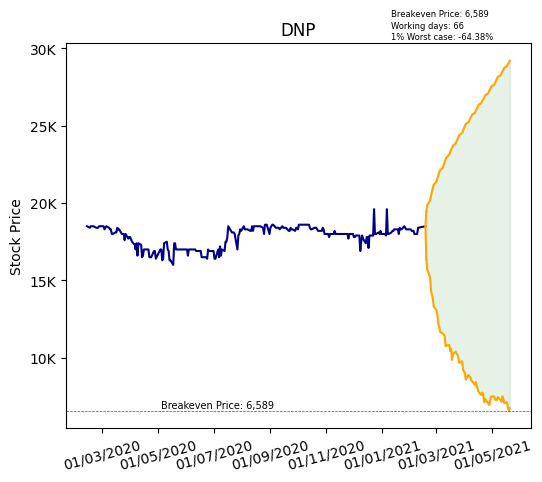 Breakeven Price: 6,589
Working days: 66
1% Worst case: -64.38%
DNP
30K
25K
20K
15K
10K
Stock Price
Breakeven Price: 6,589
01/03/2020
01/05/2020
01/07/2020
01/09/2020
01/11/2020
01/01/2021
01/03/2021
01/05/2021